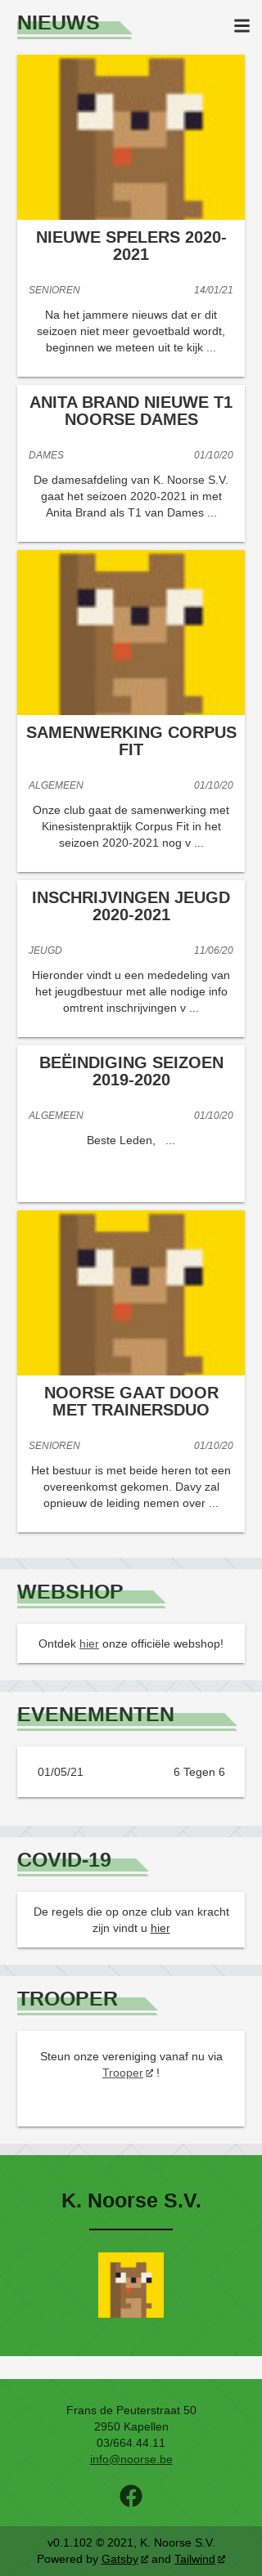 NIEUWS
NIEUWE SPELERS 2020-
2021
SENIOREN 14/01/21
Na het jammere nieuws dat er dit
seizoen niet meer gevoetbald wordt,
beginnen we meteen uit te kijk ...
ANITA BRAND NIEUWE T1
NOORSE DAMES
DAMES 01/10/20
De damesafdeling van K. Noorse S.V.
gaat het seizoen 2020-2021 in met
Anita Brand als T1 van Dames ...
SAMENWERKING CORPUS
FIT
ALGEMEEN 01/10/20
Onze club gaat de samenwerking met
Kinesistenpraktijk Corpus Fit in het
seizoen 2020-2021 nog v ...
INSCHRIJVINGEN JEUGD
2020-2021
JEUGD 11/06/20
Hieronder vindt u een mededeling van
het jeugdbestuur met alle nodige info
omtrent inschrijvingen v ...
BEËINDIGING SEIZOEN
2019-2020
ALGEMEEN 01/10/20
Beste Leden, ...
NOORSE GAAT DOOR
MET TRAINERSDUO
SENIOREN 01/10/20
Het bestuur is met beide heren tot een
overeenkomst gekomen. Davy zal
opnieuw de leiding nemen over ...
WEBSHOP
Ontdek hier onze officiële webshop!
EVENEMENTEN
01/05/21 6 Tegen 6
COVID-19
De regels die op onze club van kracht
zijn vindt u hier
TROOPER
Steun onze vereniging vanaf nu via
Trooper !
K. Noorse S.V.
Frans de Peuterstraat 50
2950 Kapellen
03/664.44.11
info@noorse.be
v0.1.102 © 2021, K. Noorse S.V.
Powered by Gatsby and Tailwind